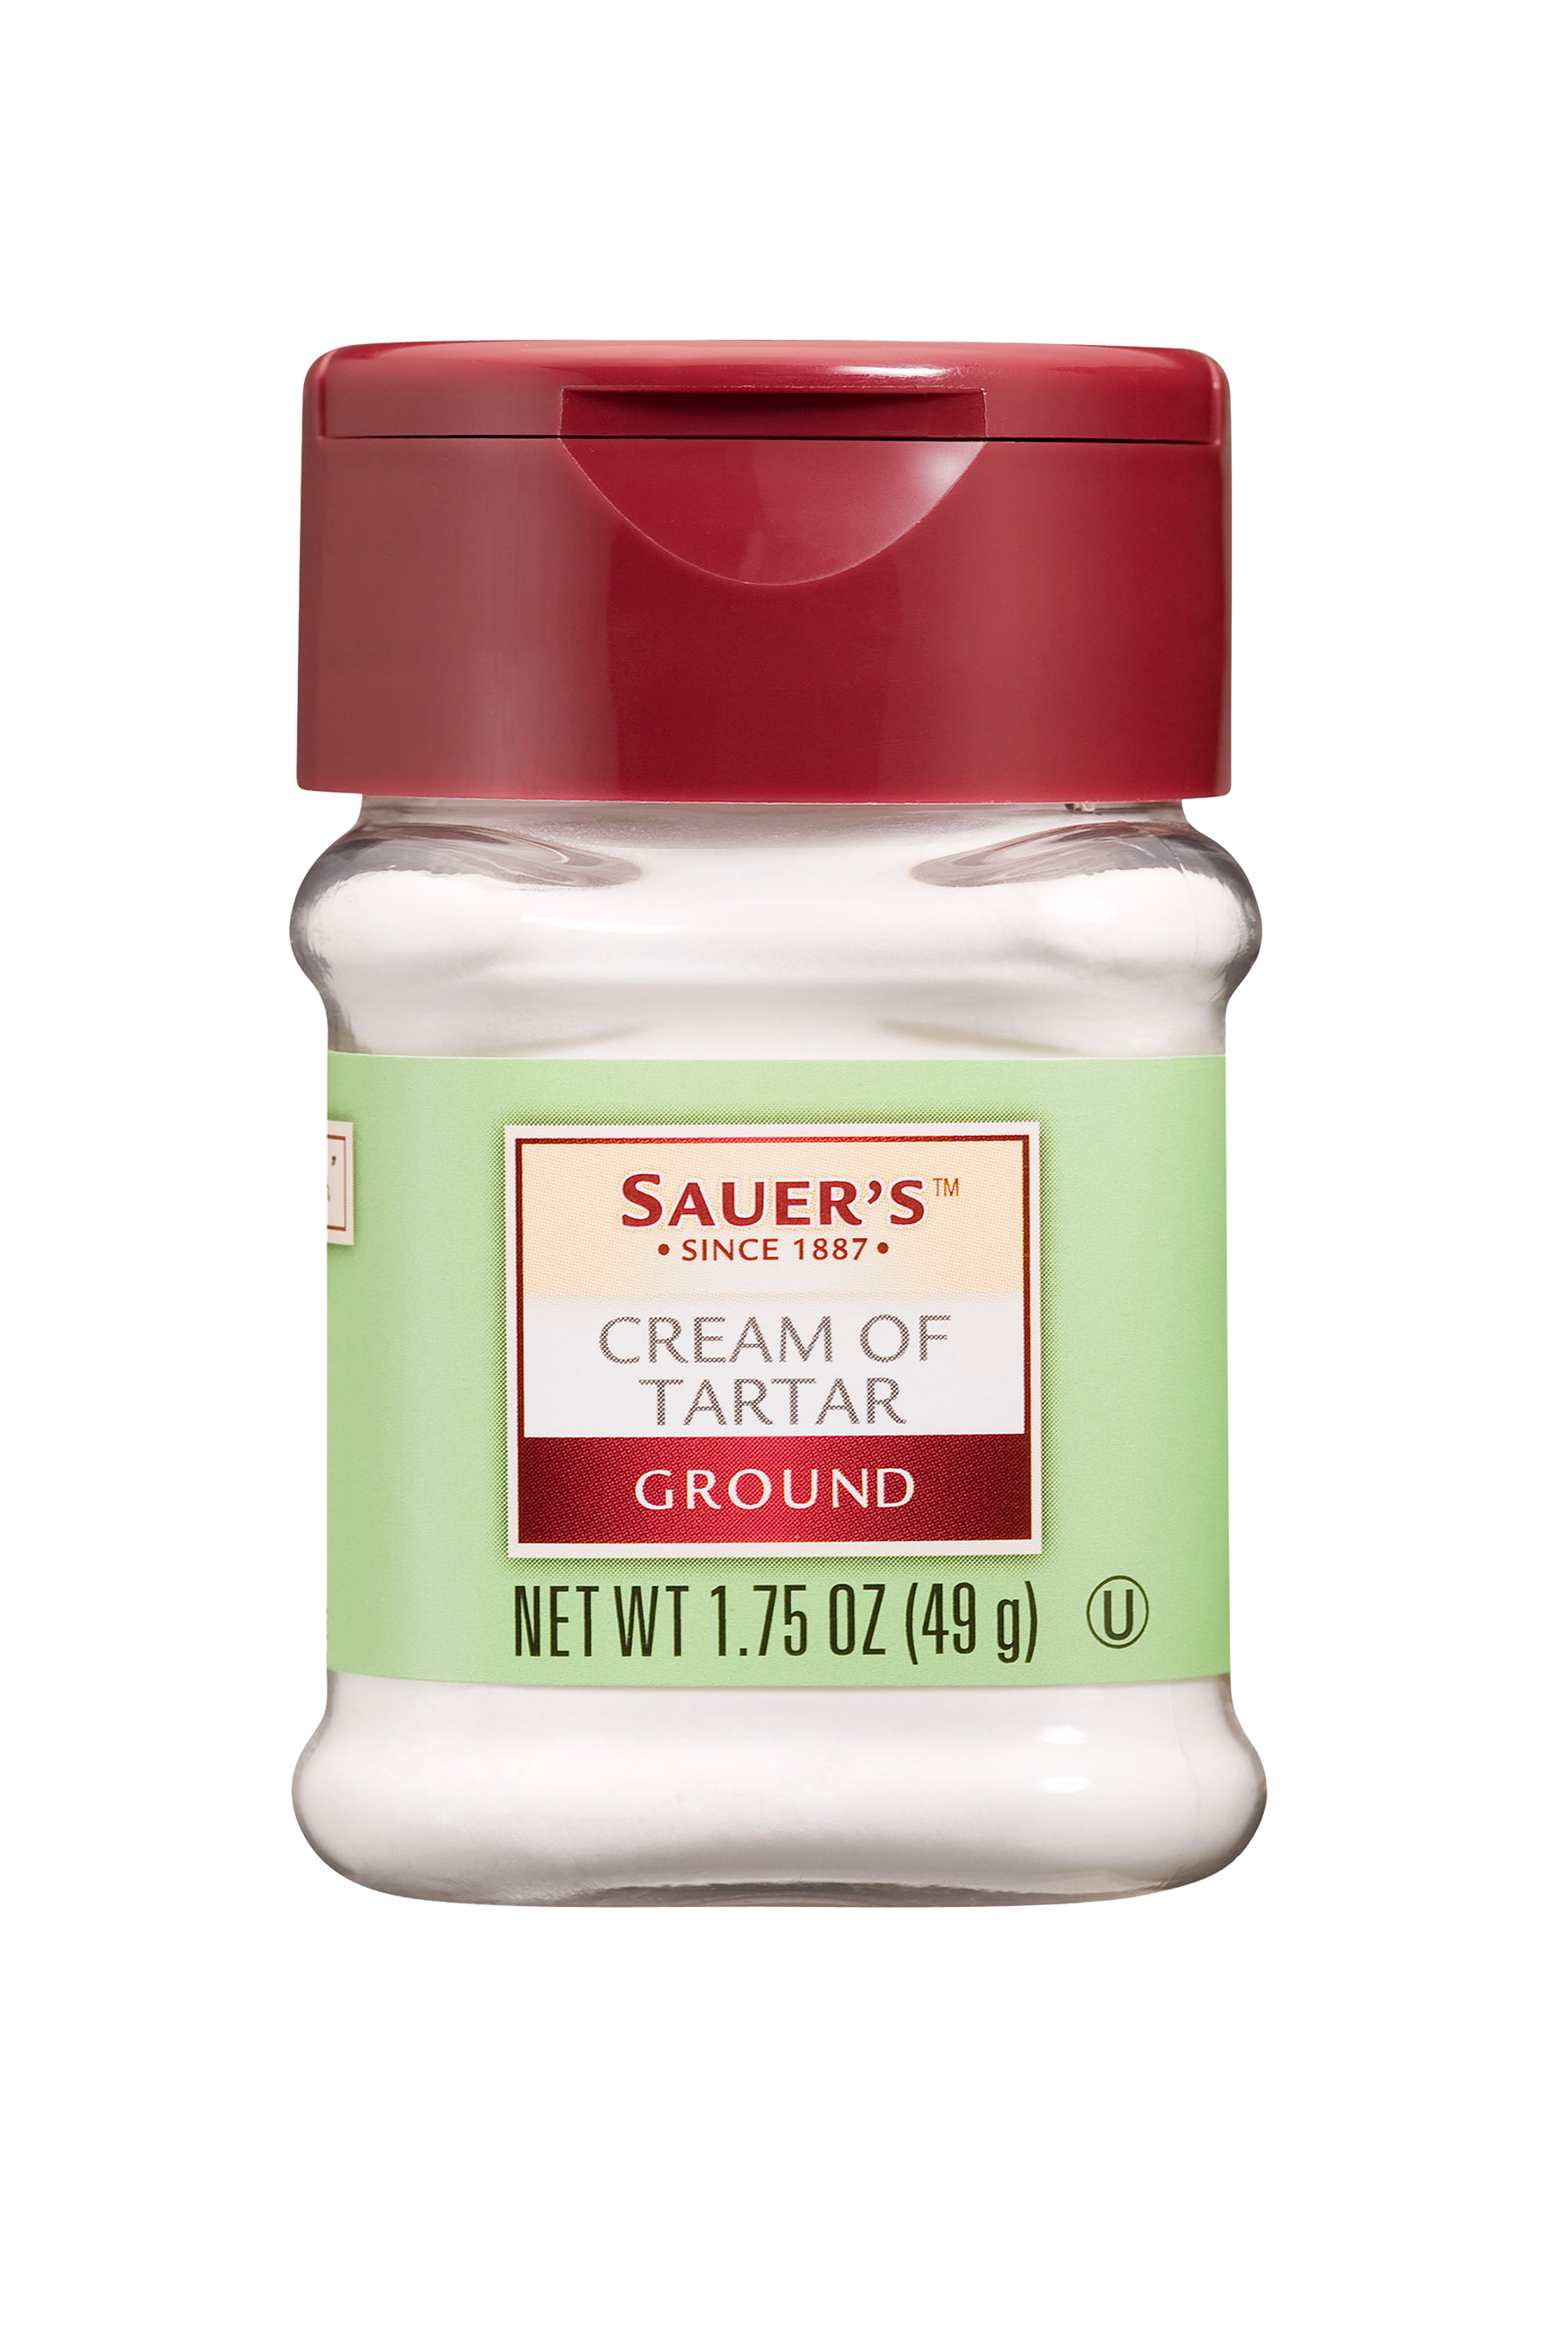 SAUER'S™
• SINCE 1887 •
CREAM OF
TARTAR
GROUND
NET WT 1.75 OZ (49 g) Ⓤ